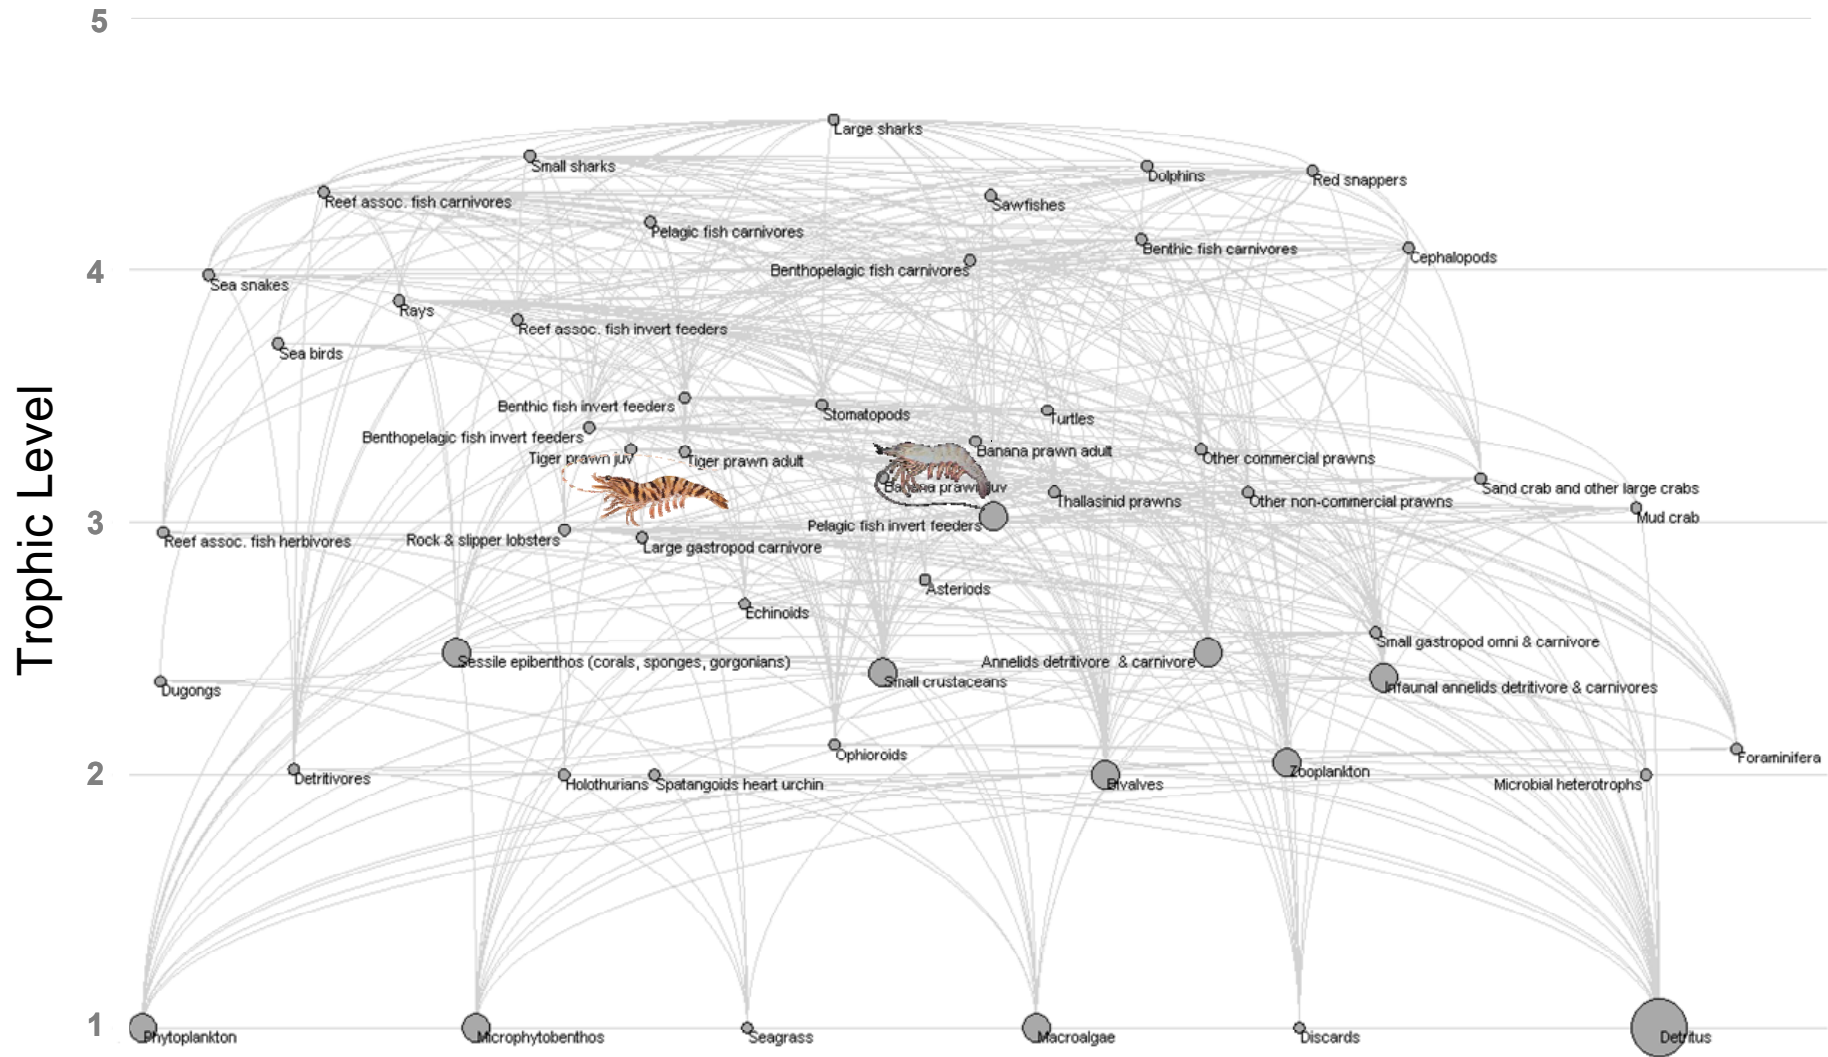 5
Large sharks
Small sharks
Dolphins
Red snappers
Reef assoc. fish carnivores
Sawfishes
Pelagic fish carnivores
Benthic fish carnivores
Cephalopods
4
Benthopelagic fish carnivores
Sea snakes
Rays
Reef assoc. fish invert feeders
Sea birds
Trophic Level
Benthic fish invert feeders
Stomatopods
Turtles
Benthopelagic fish invert feeders
Banana prawn adult
Tiger prawn juv
Tiger prawn adult
Other commercial prawns
Banana prawn juv
Sand crab and other large crabs
Thallasinid prawns
Other non-commercial prawns
Mud crab
3
Pelagic fish invert feeders
Reef assoc. fish herbivores
Rock & slipper lobsters
Large gastropod carnivore
Asteriods
Echinoids
Small gastropod omni & carnivore
Sessile epibenthos (corals, sponges, gorgonians)
Annelids detritivore & carnivore
Small crustaceans
Infaunal annelids detritivore & carnivores
Dugongs
Ophioroids
Foraminifera
2
Detritivores
Holothurians
Spatangoids heart urchin
Bivalves
Zooplankton
Microbial heterotrophs
1
Phytoplankton
Microphytobenthos
Seagrass
Macroalgae
Discards
Detritus